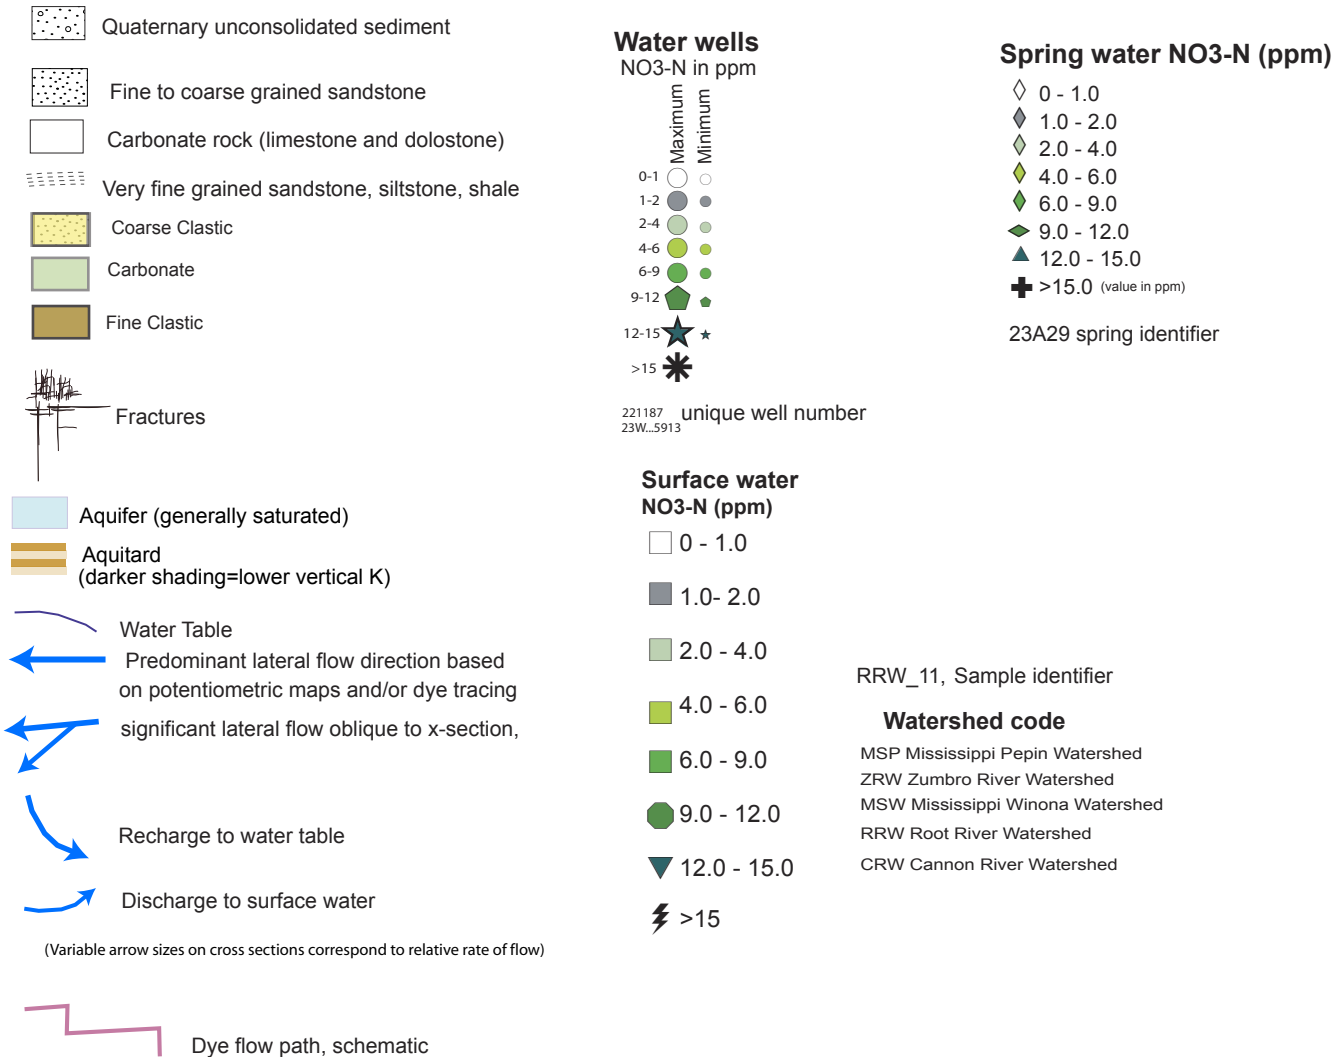 Quaternary unconsolidated sediment
Fine to coarse grained sandstone
Carbonate rock (limestone and dolostone)
Very fine grained sandstone, siltstone, shale
Coarse Clastic
Carbonate
Fine Clastic
Fractures
Aquifer (generally saturated)
Aquitard
(darker shading=lower vertical K)
Water Table
Predominant lateral flow direction based
on potentiometric maps and/or dye tracing
significant lateral flow oblique to x-section,
Recharge to water table
Discharge to surface water
(Variable arrow sizes on cross sections correspond to relative rate of flow)
Dye flow path, schematic
Water wells
NO3-N in ppm
Maximum
Minimum
0-1
1-2
2-4
4-6
6-9
9-12
12-15
>15
221187 unique well number
23W...5913
Surface water
NO3-N (ppm)
0 - 1.0
1.0- 2.0
2.0 - 4.0
4.0 - 6.0
6.0 - 9.0
9.0 - 12.0
12.0 - 15.0
>15
Spring water NO3-N (ppm)
0 - 1.0
1.0 - 2.0
2.0 - 4.0
4.0 - 6.0
6.0 - 9.0
9.0 - 12.0
12.0 - 15.0
>15.0 (value in ppm)
23A29 spring identifier
RRW_11, Sample identifier
Watershed code
MSP Mississippi Pepin Watershed
ZRW Zumbro River Watershed
MSW Mississippi Winona Watershed
RRW Root River Watershed
CRW Cannon River Watershed